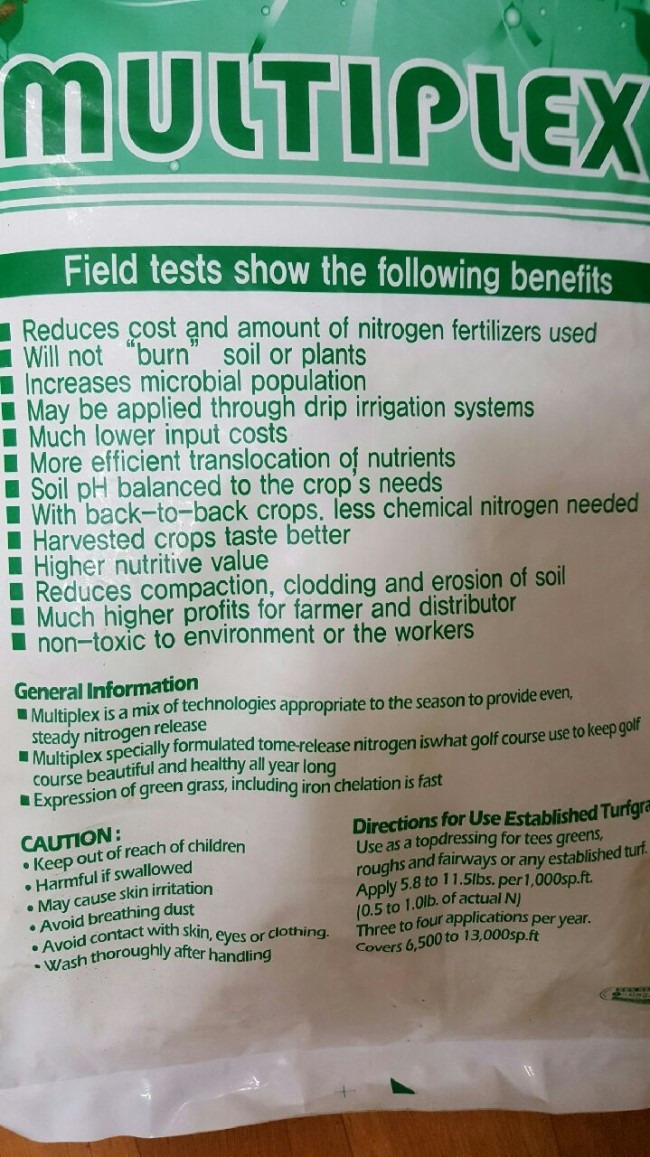 MULTIPLEX
Field tests show the following benefits
■ Reduces cost and amount of nitrogen fertilizers used
■ Will not “burn” soil or plants
■ Increases microbial population
■ May be applied through drip irrigation systems
■ Much lower input costs
■ More efficient translocation of nutrients
■ Soil pH balanced to the crop's needs
■ With back-to-back crops. less chemical nitrogen needed
■ Harvested crops taste better
■ Higher nutritive value
■ Reduces compaction, clodding and erosion of soil
■ Much higher profits for farmer and distributor
■ non-toxic to environment or the workers
General Information
■ Multiplex is a mix of technologies appropriate to the season to provide even,
steady nitrogen release
■ Multiplex specially formulated tome-release nitrogen iswhat golf course use to keep golf
course beautiful and healthy all year long
■ Expression of green grass, including iron chelation is fast
CAUTION :
• Keep out of reach of children
• Harmful if swallowed
• May cause skin irritation
• Avoid breathing dust
• Avoid contact with skin, eyes or clothing.
• Wash thoroughly after handling
Directions for Use Established Turfgra
Use as a topdressing for tees greens,
roughs and fairways or any established turf.
Apply 5.8 to 11.5lbs. per1,000sp.ft.
(0.5 to 1.0lb. of actual N)
Three to four applications per year.
Covers 6,500 to 13,000sp.ft